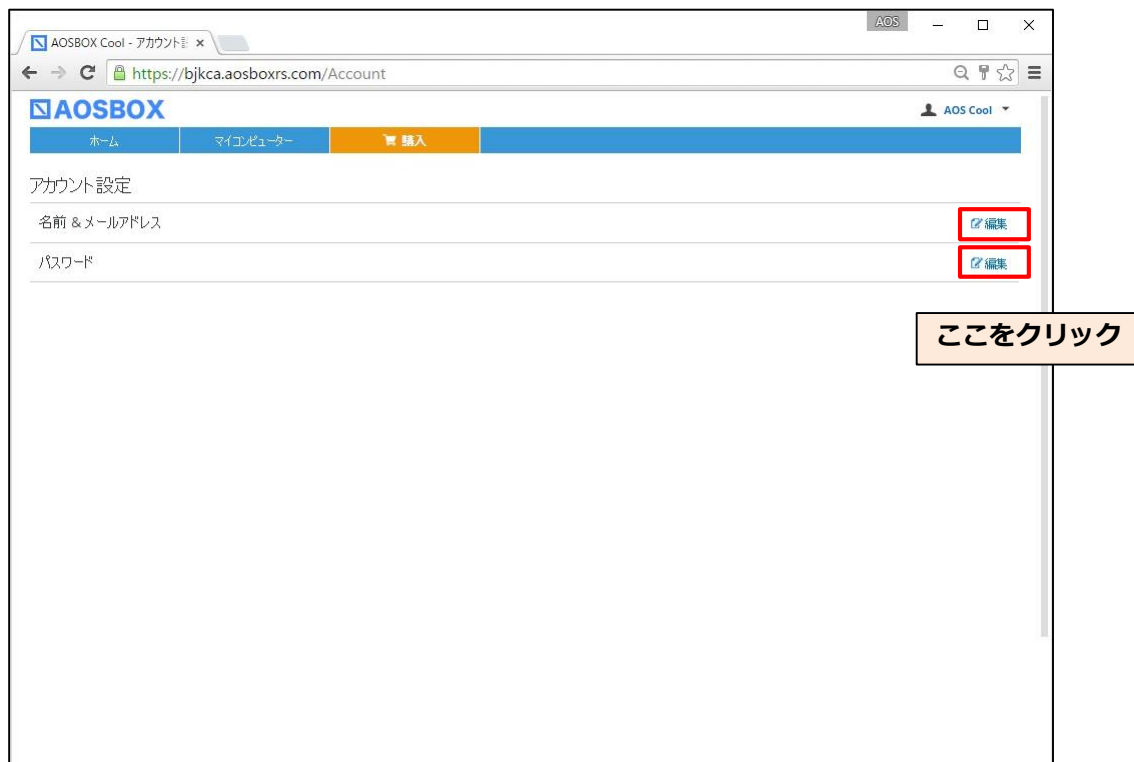 AOS
AOSBOX Cool - アカウント設
https://bjkca.aosboxrs.com/Account
AOSBOX
AOS Cool
ホーム マイコンピューター 購入
アカウント設定
名前 & メールアドレス 編集
パスワード 編集
ここをクリック